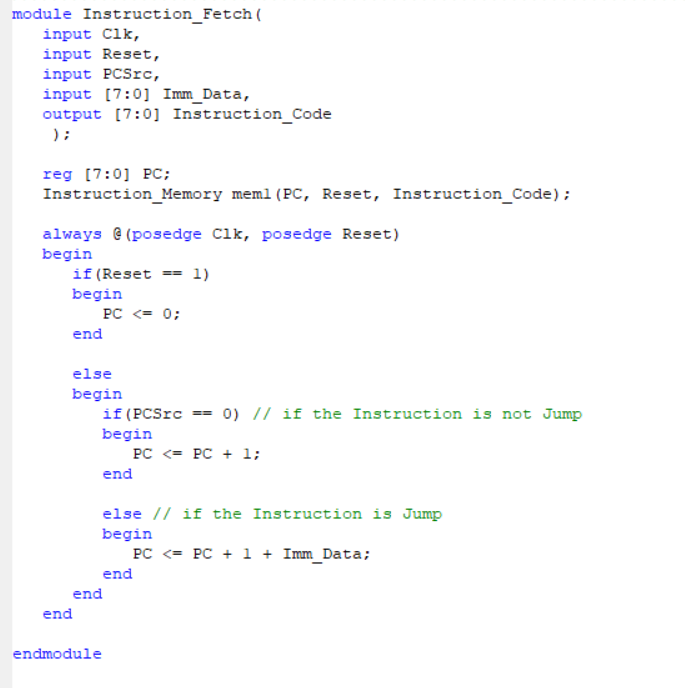 module Instruction_Fetch(
input Clk,
input Reset,
input PCSrc,
input [7:0] Imm_Data,
output [7:0] Instruction_Code
);
reg [7:0] PC;
Instruction_Memory mem1(PC, Reset, Instruction_Code);
always @(posedge Clk, posedge Reset)
begin
if(Reset == 1)
begin
PC <= 0;
end
else
begin
if(PCSrc == 0) // if the Instruction is not Jump
begin
PC <= PC + 1;
end
else // if the Instruction is Jump
begin
PC <= PC + 1 + Imm_Data;
end
end
end
endmodule